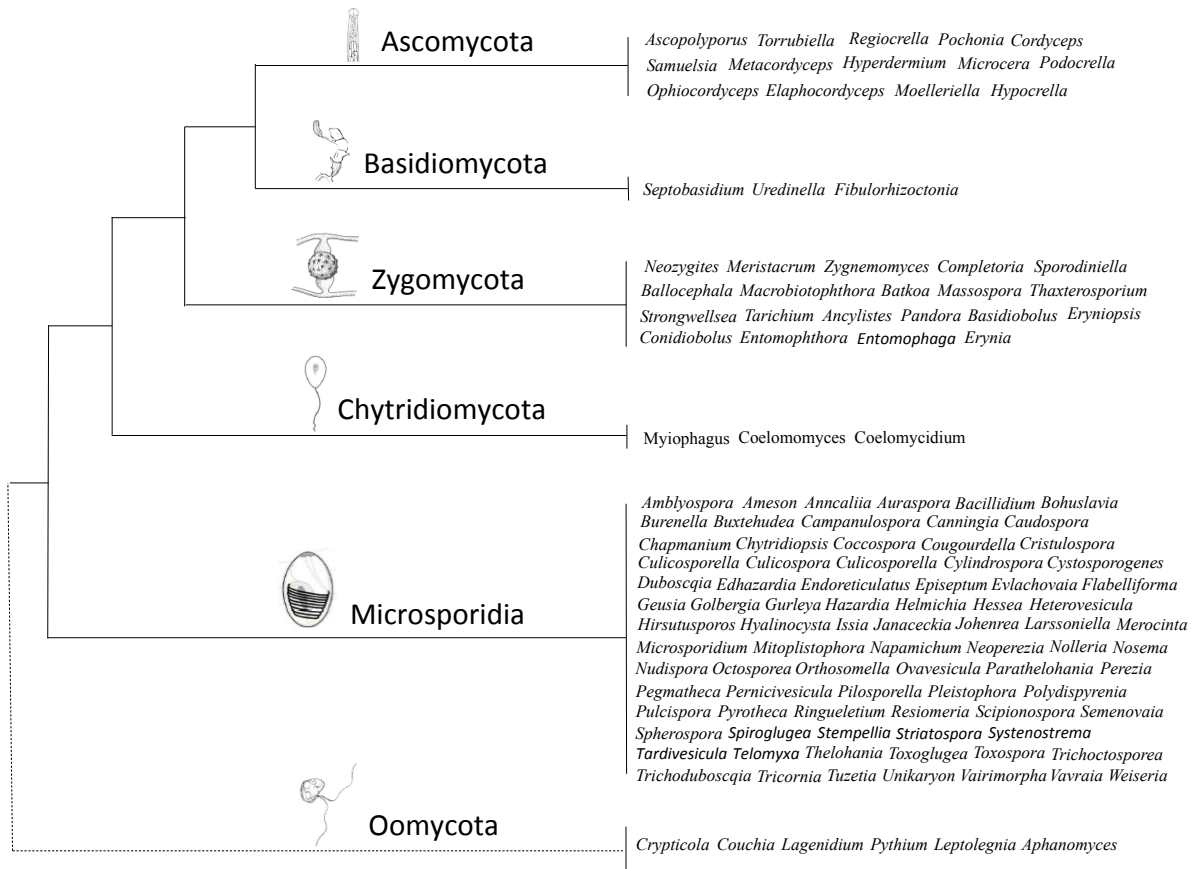 Ascomycota
Ascopolyporus Torrubiella Regiocrella Pochonia Cordyceps
Samuelsia Metacordyceps Hyperdermium Microcera Podocrella
Ophiocordyceps Elaphocordyceps Moelleriella Hypocrella
Basidiomycota
Septobasidium Uredinella Fibulorhizoctonia
Zygomycota
Neozygites Meristacrum Zygnemomyces Completoria Sporodiniella
Ballocephala Macrobiotophthora Batkoa Massospora Thaxterosporium
Strongwellsea Tarichium Ancylistes Pandora Basidiobolus Eryniopsis
Conidiobolus Entomophthora Entomophaga Erynia
Chytridiomycota
Myiophagus Coelomomyces Coelomycidium
Microsporidia
Amblyospora Ameson Anncaliia Auraspora Bacillidium Bohuslavia
Burenella Buxtehudea Campanulospora Canningia Caudospora
Chapmanium Chytridiopsis Coccospora Cougourdella Cristulospora
Culicosporella Culicospora Culicosporella Cylindrospora Cystosporogenes
Duboscqia Edhazardia Endoreticulatus Episeptum Evlachovaia Flabelliforma
Geusia Golbergia Gurleya Hazardia Helmichia Hessea Heterovesicula
Hirsutusporos Hyalinocysta Issia Janaceckia Johenrea Larssoniella Merocinta
Microsporidium Mitoplistophora Napamichum Neoperezia Nolleria Nosema
Nudispora Octosporea Orthosomella Ovavesicula Parathelohania Perezia
Pegmatheca Pernicivesicula Pilosporella Pleistophora Polydispyrenia
Pulcispora Pyrotheca Ringueletium Resiomeria Scipionospora Semenovaia
Spherospora Spiroglugea Stempellia Striatospora Systenostrema
Tardivesicula Telomyxa Thelohania Toxoglugea Toxospora Trichoctosporea
Trichoduboscqia Tricornia Tuzetia Unikaryon Vairimorpha Vavraia Weiseria
Oomycota
Crypticola Couchia Lagenidium Pythium Leptolegnia Aphanomyces